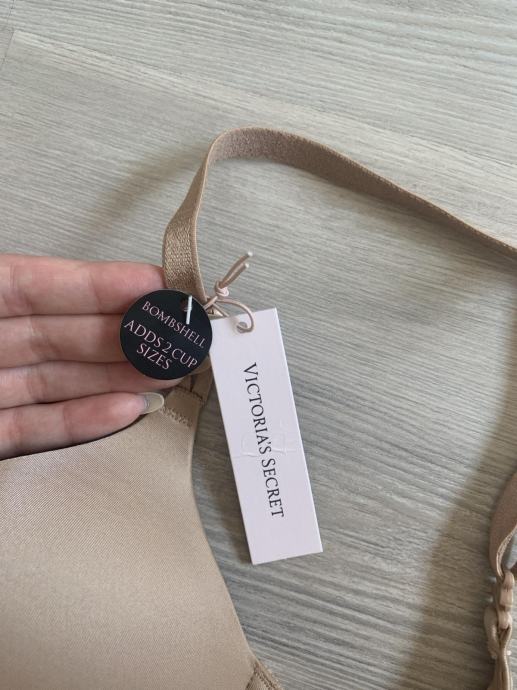 BOMBSHELL
ADDS 2 CUP
SIZES
VICTORIA'S SECRET